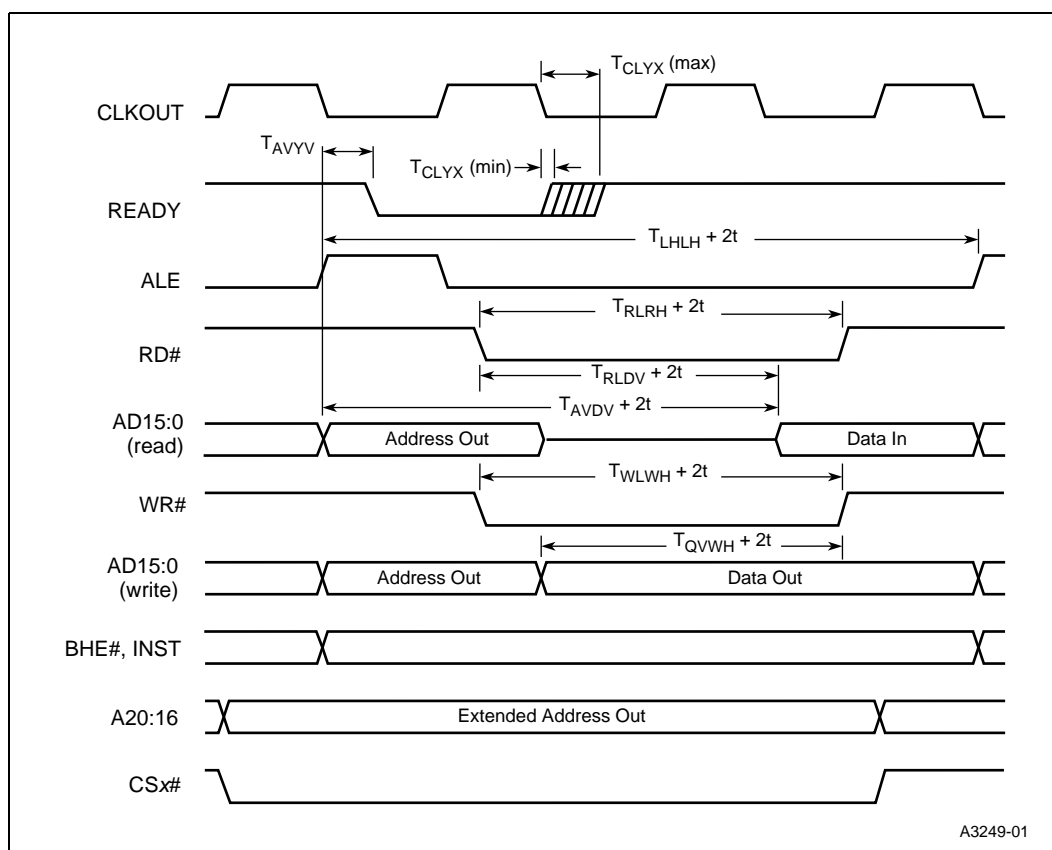 T_CLYX (max)
CLKOUT
T_AVYV
T_CLYX (min)
READY
T_LHLH + 2t
ALE
T_RLRH + 2t
RD#
T_RLDV + 2t
T_AVDV + 2t
AD15:0
(read)
Address Out
Data In
T_WLWH + 2t
WR#
T_QVWH + 2t
AD15:0
(write)
Address Out
Data Out
BHE#, INST
A20:16
Extended Address Out
CSx#
A3249-01